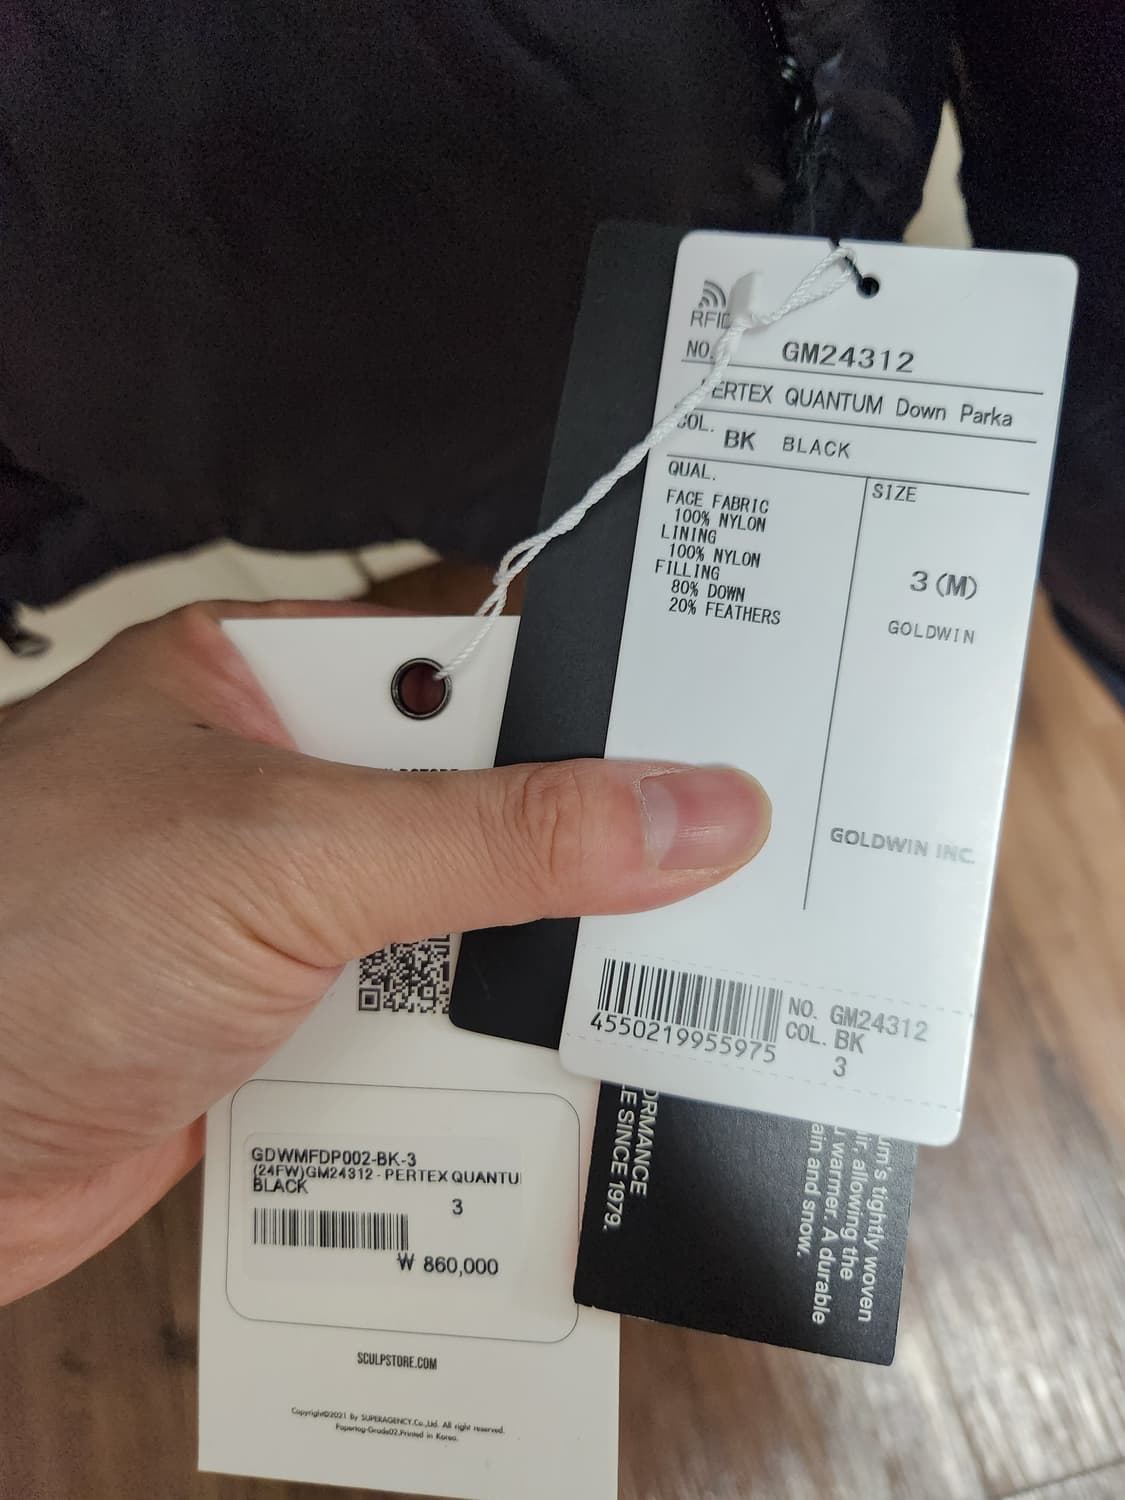 RFID
NO. GM24312
PERTEX QUANTUM Down Parka
COL. BK BLACK
QUAL.
FACE FABRIC
100% NYLON
LINING
100% NYLON
FILLING
80% DOWN
20% FEATHERS
SIZE
3 (M)
GOLDWIN
GOLDWIN INC.
4550219955975
NO. GM24312
COL. BK
3
GDWMFDP002-BK-3
(24FW)GM24312 - PERTEX QUANTU
BLACK
3
₩ 860,000
SCULPSTORE.COM
Copyright©2021 By SUPERAGENCY.Co.,Ltd. All right reserved.
Papertag-Grade02.Printed in Korea.
ORMANCE
LE SINCE 1979.
um's tightly woven
ir, allowing the
warmer. A durable
ain and snow.